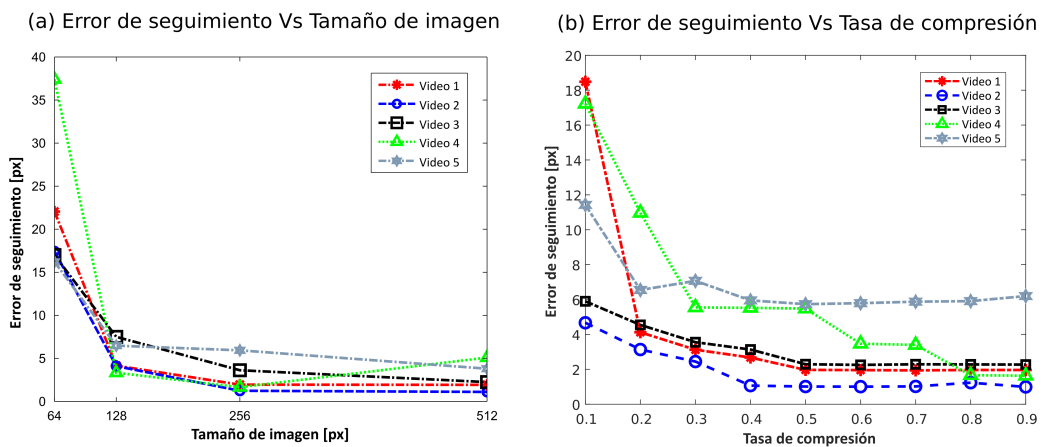 (a) Error de seguimiento Vs Tamaño de imagen
40
35
30
25
20
15
10
5
0
64
128
256
512
Error de seguimiento [px]
Tamaño de imagen [px]
Video 1
Video 2
Video 3
Video 4
Video 5
(b) Error de seguimiento Vs Tasa de compresión
20
18
16
14
12
10
8
6
4
2
0
0.1
0.2
0.3
0.4
0.5
0.6
0.7
0.8
0.9
Error de seguimiento [px]
Tasa de compresión
Video 1
Video 2
Video 3
Video 4
Video 5